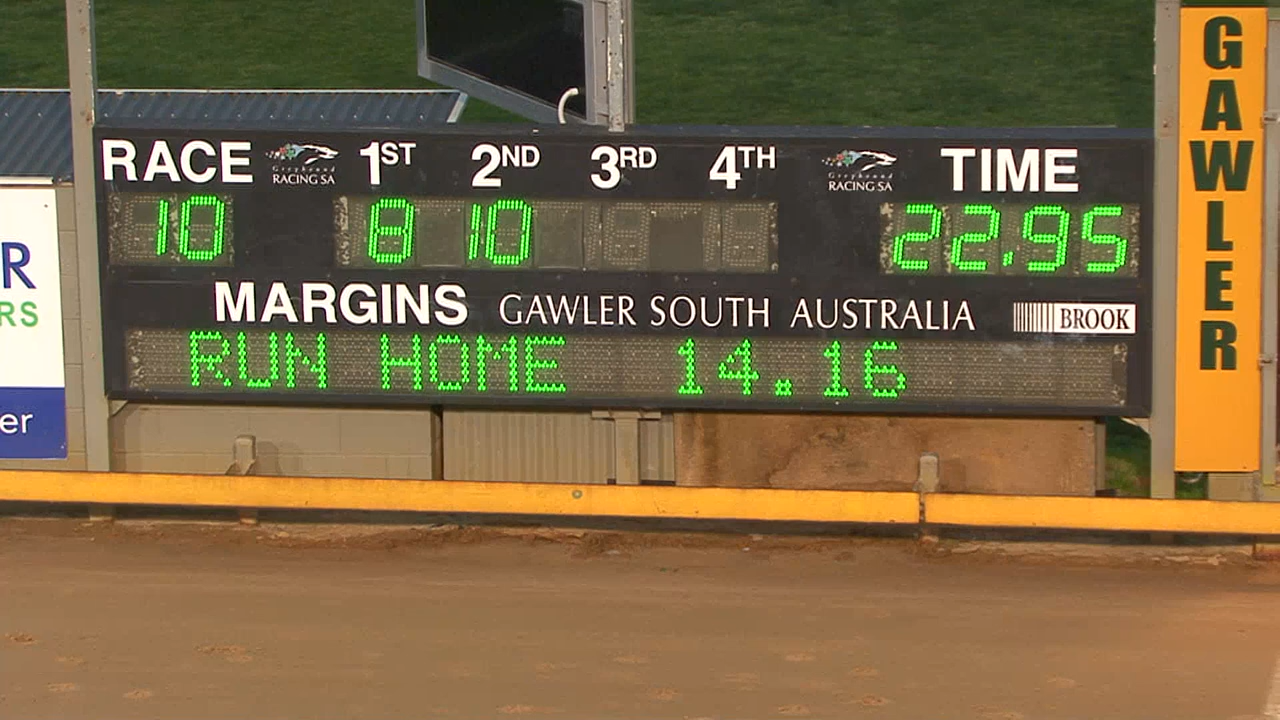 RACE
Greyhound
RACING SA
1ST 2ND 3RD 4TH
Greyhound
RACING SA
TIME
10 8 10 22.95
MARGINS GAWLER SOUTH AUSTRALIA BROOK
RUN HOME 14.16
GAWLER
R
RS
er